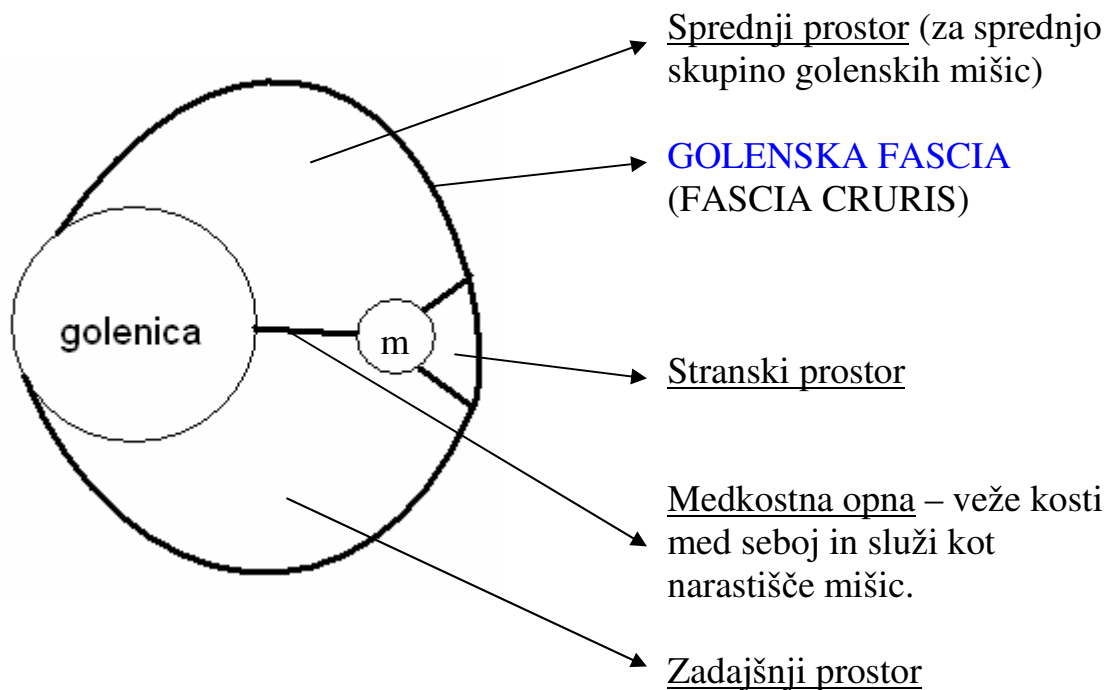 Sprednji prostor (za sprednjo
skupino golenskih mišic)
GOLENSKA FASCIA
(FASCIA CRURIS)
golenica
m
Stranski prostor
Medkostna opna – veže kosti
med seboj in služi kot
narastišče mišic.
Zadajšnji prostor